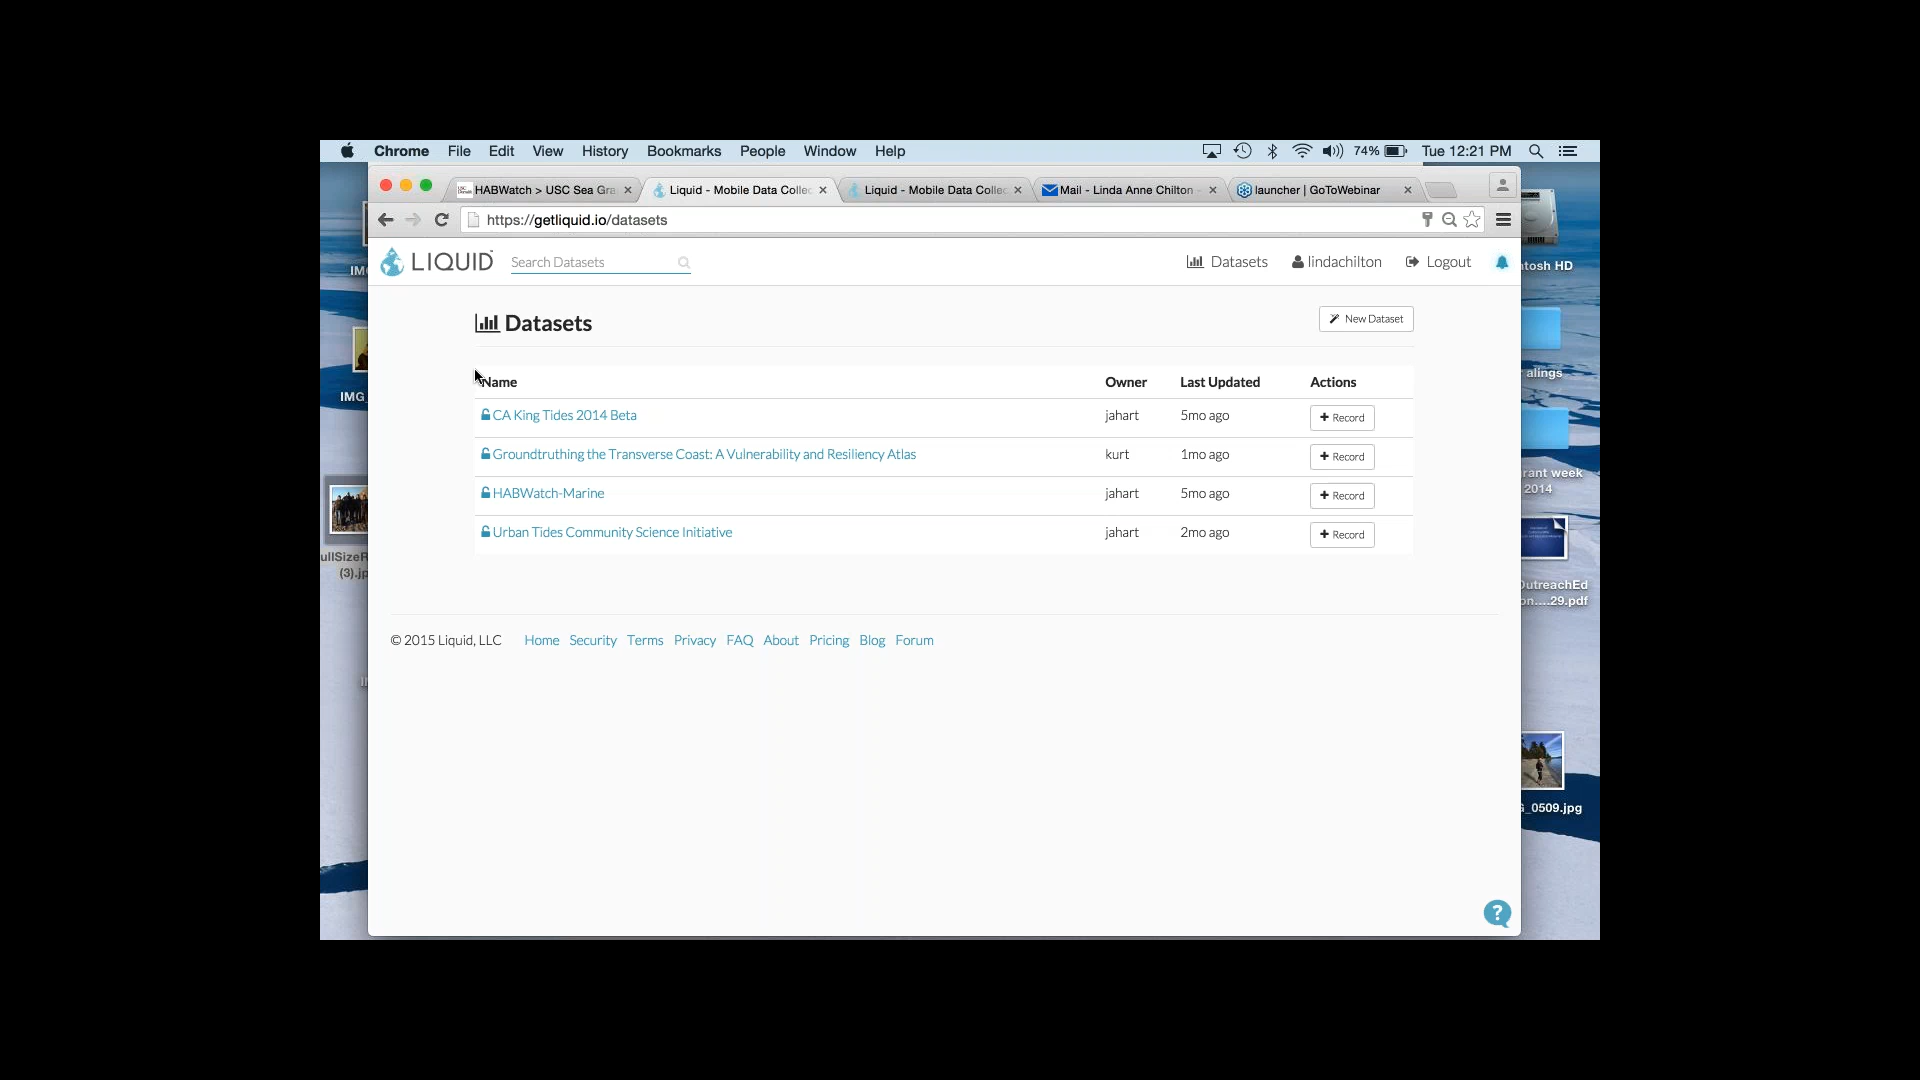 Chrome File Edit View History Bookmarks People Window Help 74% Tue 12:21 PM
HABWatch > USC Sea Gra Liquid - Mobile Data Collec Liquid - Mobile Data Collec Mail - Linda Anne Chilton launcher | GoToWebinar
https://getliquid.io/datasets
LIQUID Search Datasets Datasets lindachilton Logout
Datasets New Dataset
Name Owner Last Updated Actions
CA King Tides 2014 Beta jahart 5mo ago + Record
Groundtruthing the Transverse Coast: A Vulnerability and Resiliency Atlas kurt 1mo ago + Record
HABWatch-Marine jahart 5mo ago + Record
Urban Tides Community Science Initiative jahart 2mo ago + Record
© 2015 Liquid, LLC Home Security Terms Privacy FAQ About Pricing Blog Forum
?
IMG
IMG_
ullSizeR
(3).jp
tosh HD
alings
rant week
2014
OutreachEd
on....29.pdf
G_0509.jpg